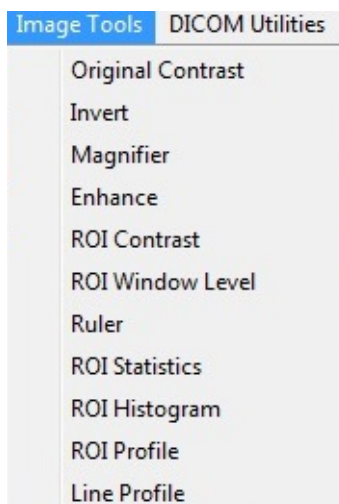 Image Tools DICOM Utilities
Original Contrast
Invert
Magnifier
Enhance
ROI Contrast
ROI Window Level
Ruler
ROI Statistics
ROI Histogram
ROI Profile
Line Profile